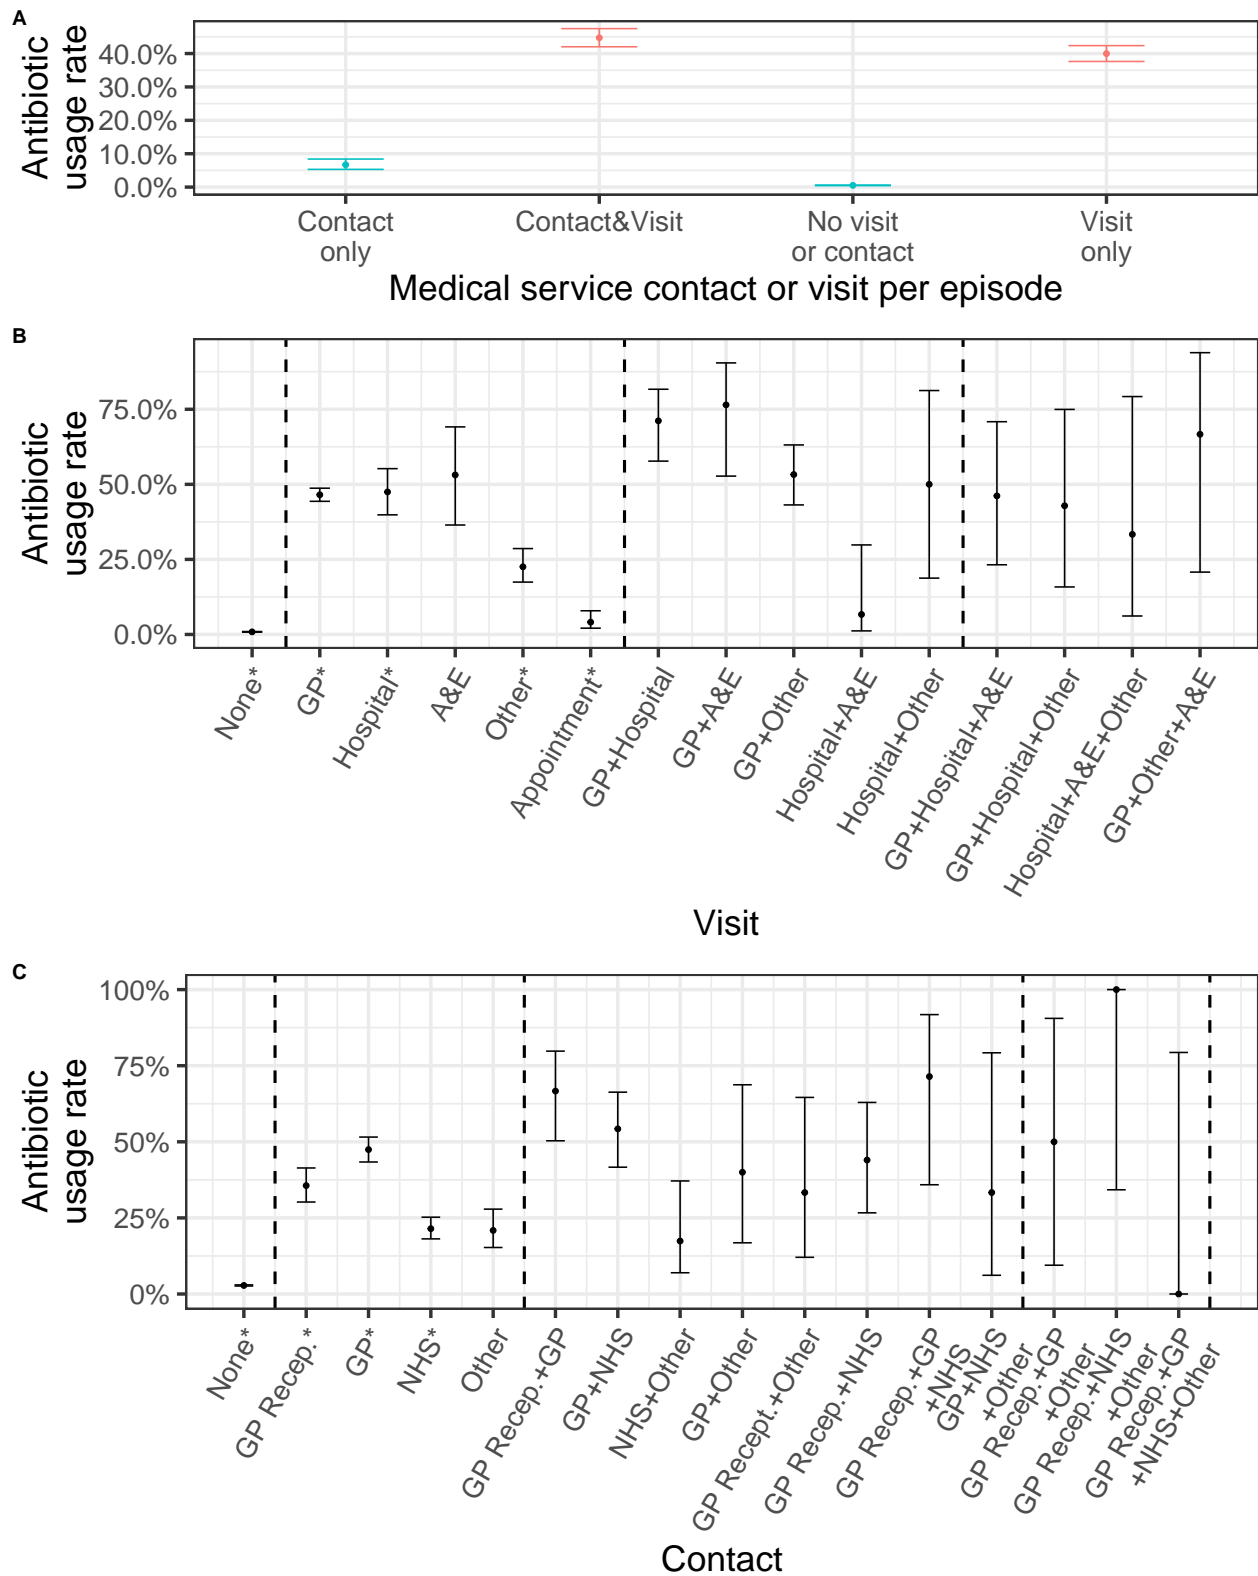 A
Antibiotic
usage rate
40.0%
30.0%
20.0%
10.0%
0.0%
Contact
only
Contact&Visit
No visit
or contact
Visit
only
Medical service contact or visit per episode
B
Antibiotic
usage rate
75.0%
50.0%
25.0%
0.0%
None*
GP*
Hospital*
A&E
Other*
Appointment*
GP+Hospital
GP+A&E
GP+Other
Hospital+A&E
Hospital+Other
GP+Hospital+A&E
GP+Hospital+Other
Hospital+A&E+Other
GP+Other+A&E
Visit
C
Antibiotic
usage rate
100%
75%
50%
25%
0%
None*
GP Recep.*
GP*
NHS*
Other
GP Recep.+GP
GP+NHS
NHS+Other
GP+Other
GP Recept.+Other
GP Recep.+NHS
GP Recep.+GP
+NHS
GP+NHS
+Other
GP Recep.+GP
+Other
GP Recep.+NHS
+Other
GP Recep.+GP
+NHS+Other
Contact